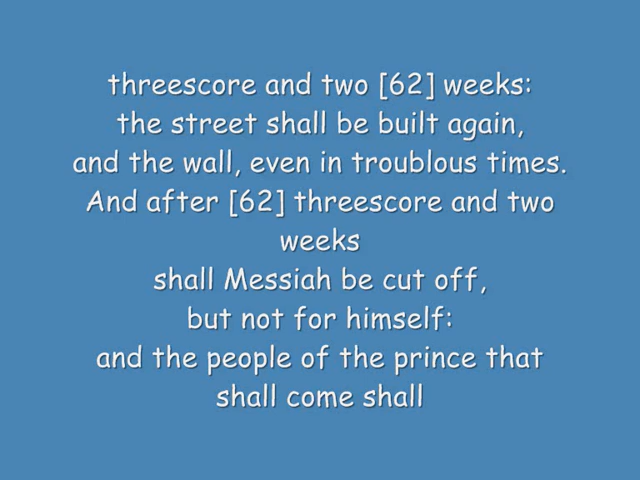 threescore and two [62] weeks:
the street shall be built again,
and the wall, even in troublous times.
And after [62] threescore and two
weeks
shall Messiah be cut off,
but not for himself:
and the people of the prince that
shall come shall